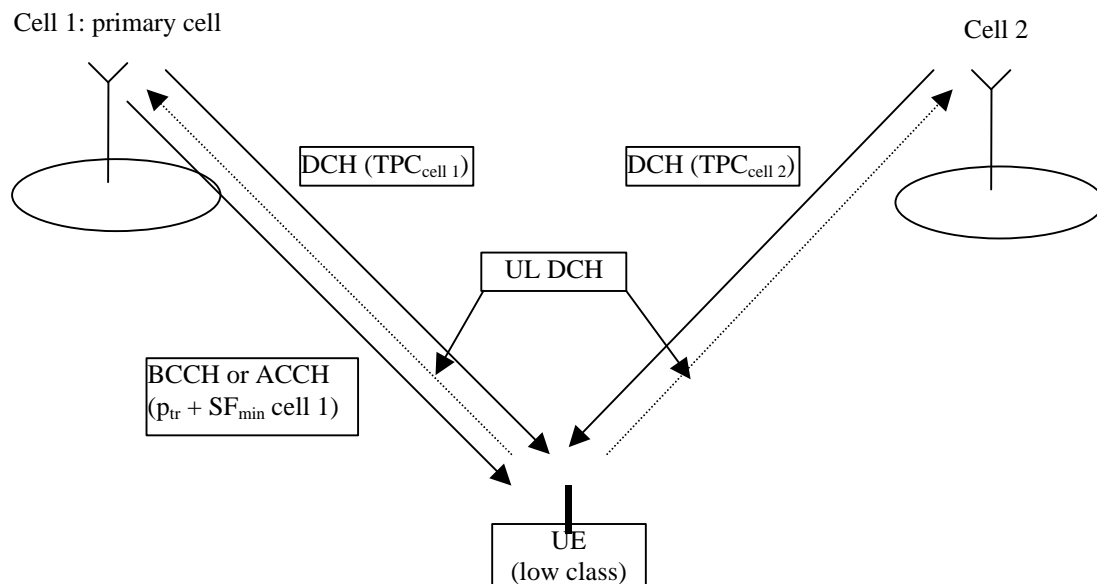 Cell 1: primary cell
Cell 2
DCH (TPCcell 1)
DCH (TPCcell 2)
UL DCH
BCCH or ACCH
(ptr + SFmin cell 1)
UE
(low class)